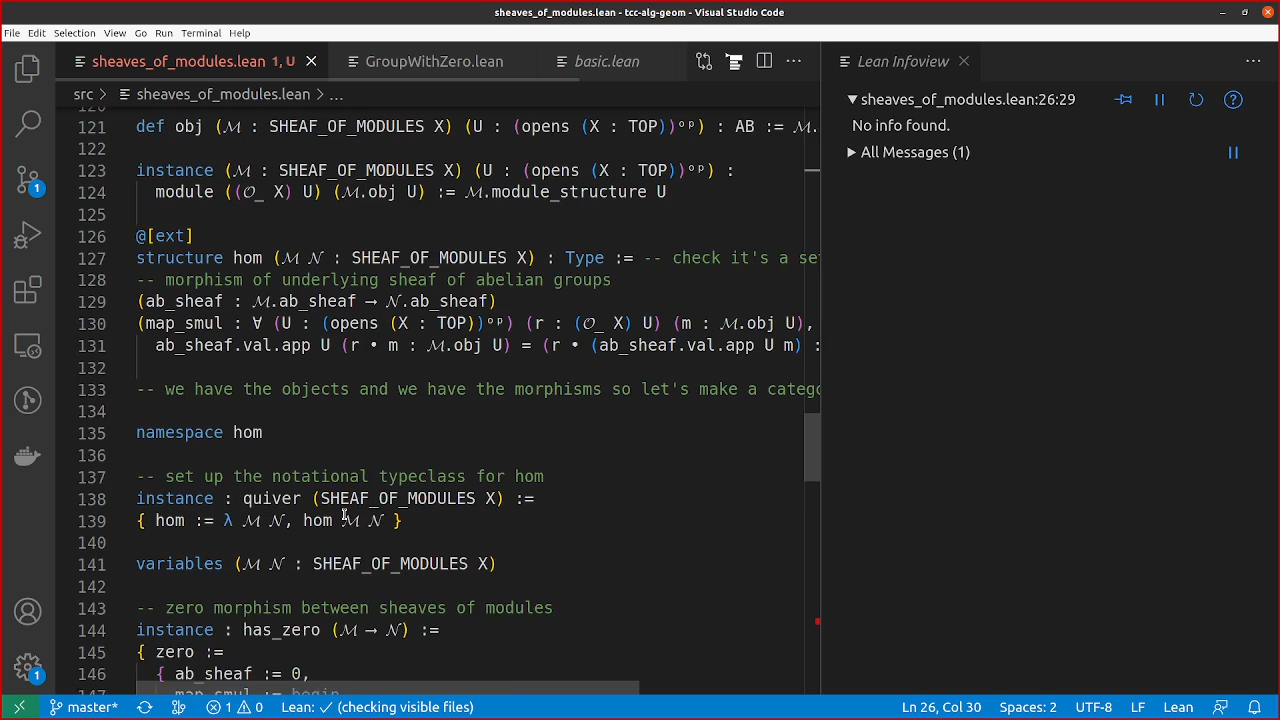 sheaves_of_modules.lean - tcc-alg-geom - Visual Studio Code
File Edit Selection View Go Run Terminal Help
sheaves_of_modules.lean 1, U GroupWithZero.lean basic.lean Lean Infoview
src > sheaves_of_modules.lean > ...
121 def obj (ℳ : SHEAF_OF_MODULES X) (U : (opens (X : TOP))ᵒᵖ) : AB := ℳ.
122
123 instance (ℳ : SHEAF_OF_MODULES X) (U : (opens (X : TOP))ᵒᵖ) :
124 module ((𝒪_ X) U) (ℳ.obj U) := ℳ.module_structure U
125
126 @[ext]
127 structure hom (ℳ 𝒩 : SHEAF_OF_MODULES X) : Type := -- check it's a se
128 -- morphism of underlying sheaf of abelian groups
129 (ab_sheaf : ℳ.ab_sheaf → 𝒩.ab_sheaf)
130 (map_smul : ∀ (U : (opens (X : TOP))ᵒᵖ) (r : (𝒪_ X) U) (m : ℳ.obj U),
131 ab_sheaf.val.app U (r • m : ℳ.obj U) = (r • (ab_sheaf.val.app U m) :
132
133 -- we have the objects and we have the morphisms so let's make a catego
134
135 namespace hom
136
137 -- set up the notational typeclass for hom
138 instance : quiver (SHEAF_OF_MODULES X) :=
139 { hom := λ ℳ 𝒩, hom ℳ 𝒩 }
140
141 variables (ℳ 𝒩 : SHEAF_OF_MODULES X)
142
143 -- zero morphism between sheaves of modules
144 instance : has_zero (ℳ → 𝒩) :=
145 { zero :=
146 { ab_sheaf := 0,
147 map_smul := begin
sheaves_of_modules.lean:26:29
No info found.
All Messages (1)
1
1
master* 1 0 Lean: ✓ (checking visible files) Ln 26, Col 30 Spaces: 2 UTF-8 LF Lean